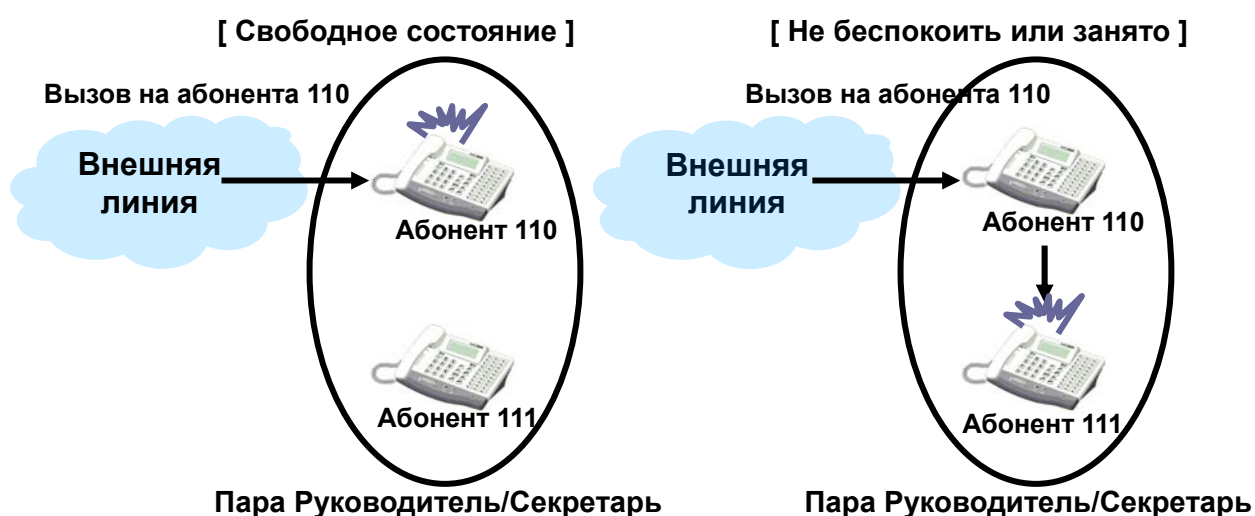 [ Свободное состояние ]
Вызов на абонента 110
Внешняя
линия
Абонент 110
Абонент 111
Пара Руководитель/Секретарь
[ Не беспокоить или занято ]
Вызов на абонента 110
Внешняя
линия
Абонент 110
Абонент 111
Пара Руководитель/Секретарь